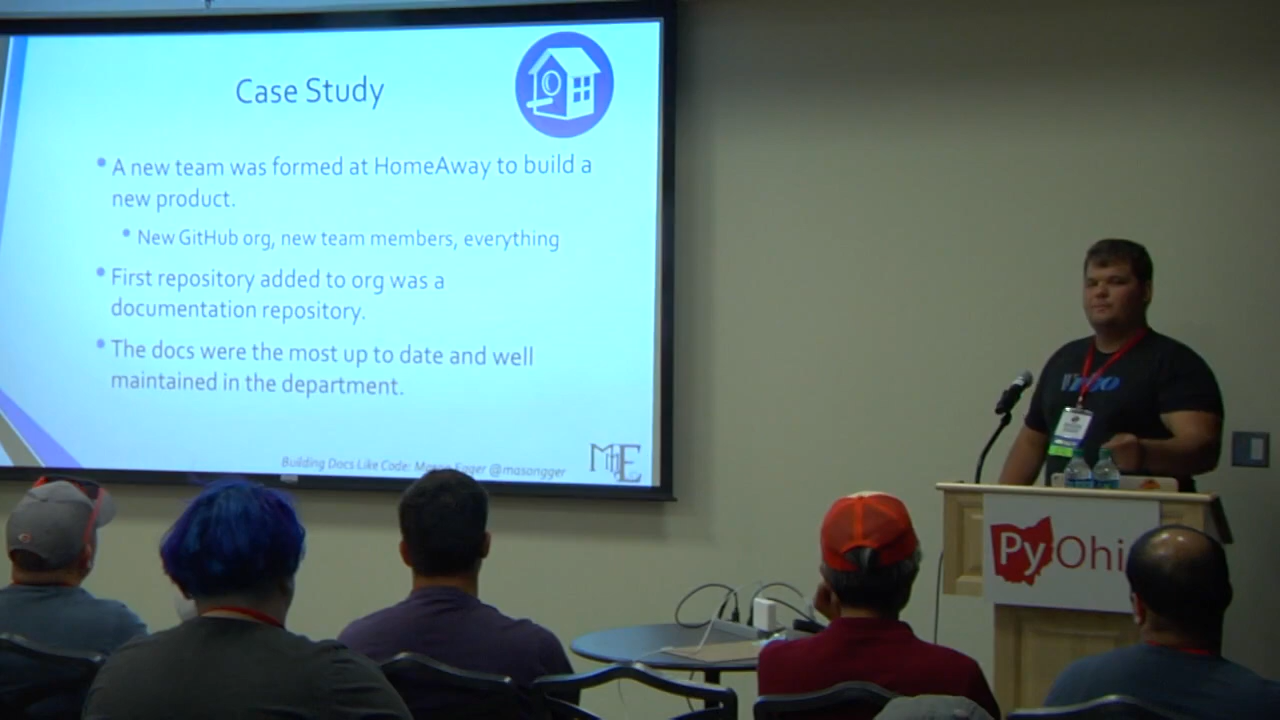 Case Study
• A new team was formed at HomeAway to build a
new product.
• New GitHub org, new team members, everything
• First repository added to org was a
documentation repository.
• The docs were the most up to date and well
maintained in the department.
Building Docs Like Code: Mason Egger @masongger
PyOhi